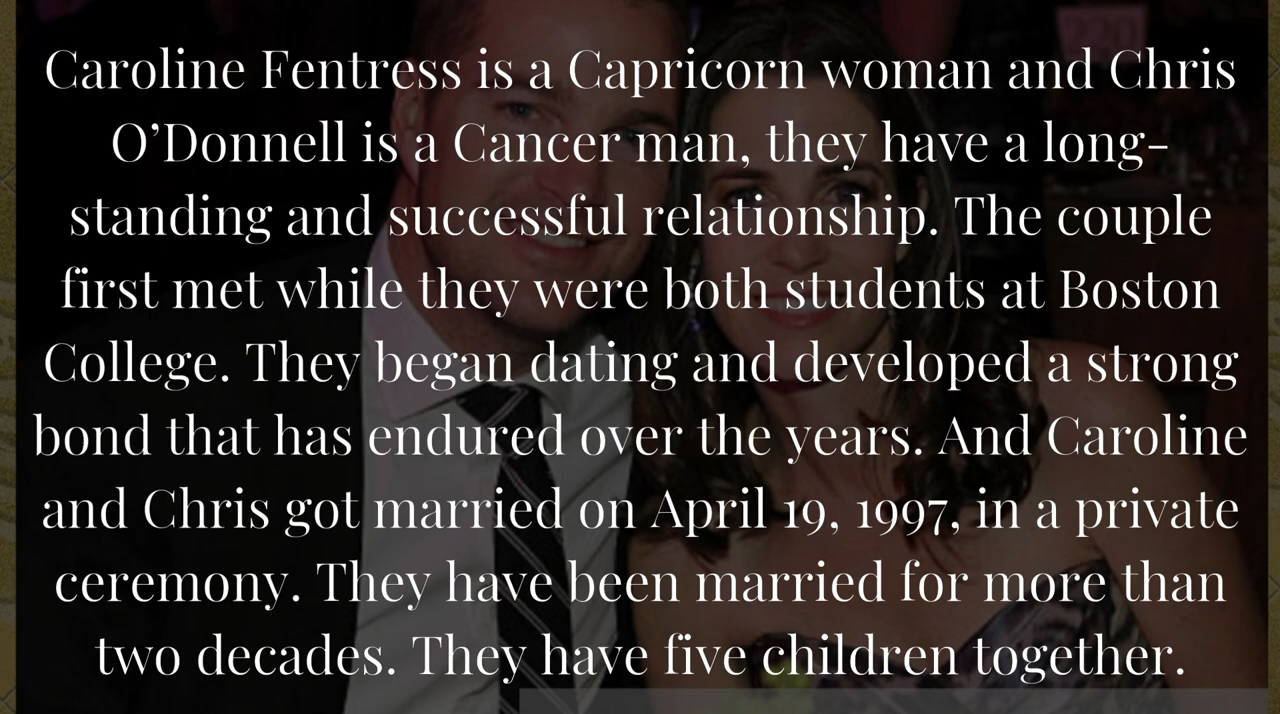 Caroline Fentress is a Capricorn woman and Chris
O’Donnell is a Cancer man, they have a long-
standing and successful relationship. The couple
first met while they were both students at Boston
College. They began dating and developed a strong
bond that has endured over the years. And Caroline
and Chris got married on April 19, 1997, in a private
ceremony. They have been married for more than
two decades. They have five children together.